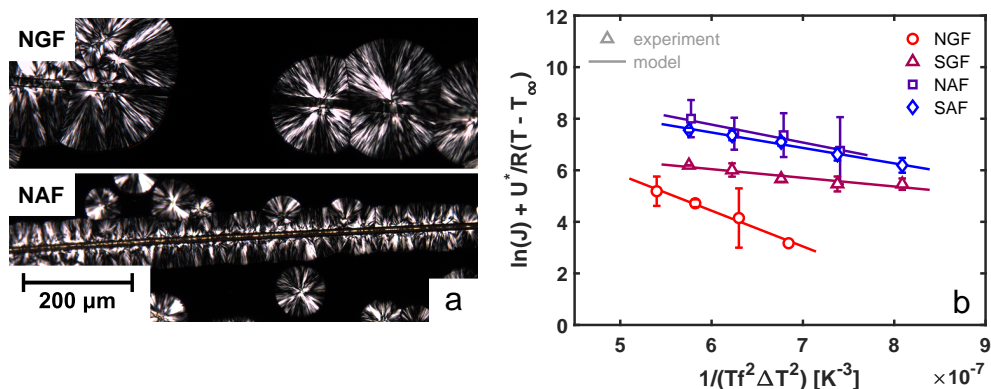 NGF
NAF
200 µm
a
ln(J) + U*/R(T - T∞)
12
10
8
6
4
2
0
experiment
model
NGF
SGF
NAF
SAF
b
5
6
7
8
9
1/(Tf²ΔT²) [K⁻³]
×10⁻⁷